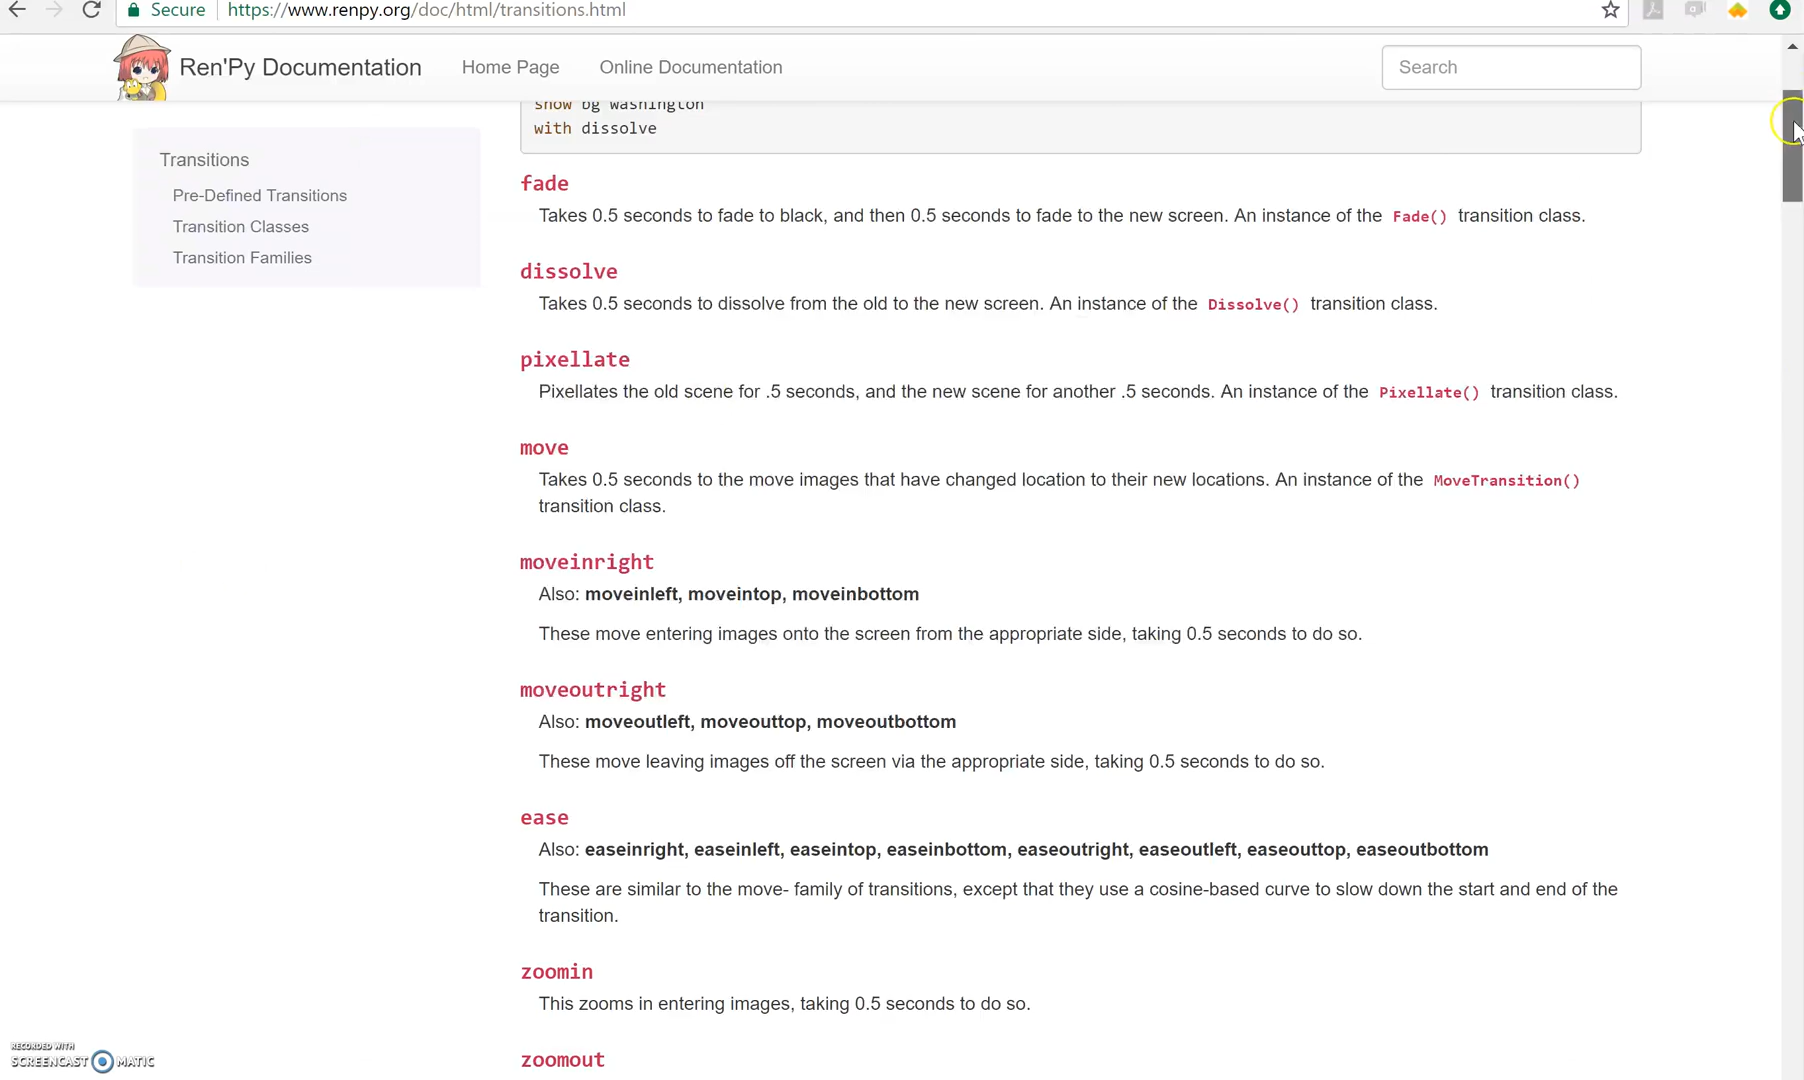 Secure https://www.renpy.org/doc/html/transitions.html
Ren'Py Documentation Home Page Online Documentation Search
show bg washington
with dissolve
Transitions
Pre-Defined Transitions
Transition Classes
Transition Families
fade
Takes 0.5 seconds to fade to black, and then 0.5 seconds to fade to the new screen. An instance of the Fade() transition class.
dissolve
Takes 0.5 seconds to dissolve from the old to the new screen. An instance of the Dissolve() transition class.
pixellate
Pixellates the old scene for .5 seconds, and the new scene for another .5 seconds. An instance of the Pixellate() transition class.
move
Takes 0.5 seconds to the move images that have changed location to their new locations. An instance of the MoveTransition()
transition class.
moveinright
Also: moveinleft, moveintop, moveinbottom
These move entering images onto the screen from the appropriate side, taking 0.5 seconds to do so.
moveoutright
Also: moveoutleft, moveouttop, moveoutbottom
These move leaving images off the screen via the appropriate side, taking 0.5 seconds to do so.
ease
Also: easeinright, easeinleft, easeintop, easeinbottom, easeoutright, easeoutleft, easeouttop, easeoutbottom
These are similar to the move- family of transitions, except that they use a cosine-based curve to slow down the start and end of the
transition.
zoomin
This zooms in entering images, taking 0.5 seconds to do so.
zoomout
RECORDED WITH
SCREENCAST MATIC